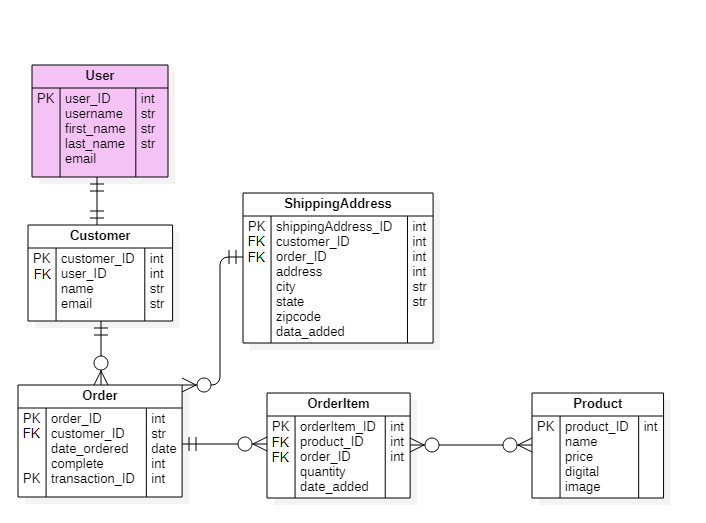 User
PK user_ID int
username str
first_name str
last_name str
email
Customer
PK customer_ID int
FK user_ID int
name str
email str
ShippingAddress
PK shippingAddress_ID int
FK customer_ID int
FK order_ID int
address int
city str
state str
zipcode
data_added
Order
PK order_ID int
FK customer_ID str
date_ordered date
complete int
PK transaction_ID int
OrderItem
PK orderItem_ID int
FK product_ID int
FK order_ID int
quantity
date_added
Product
PK product_ID int
name
price
digital
image